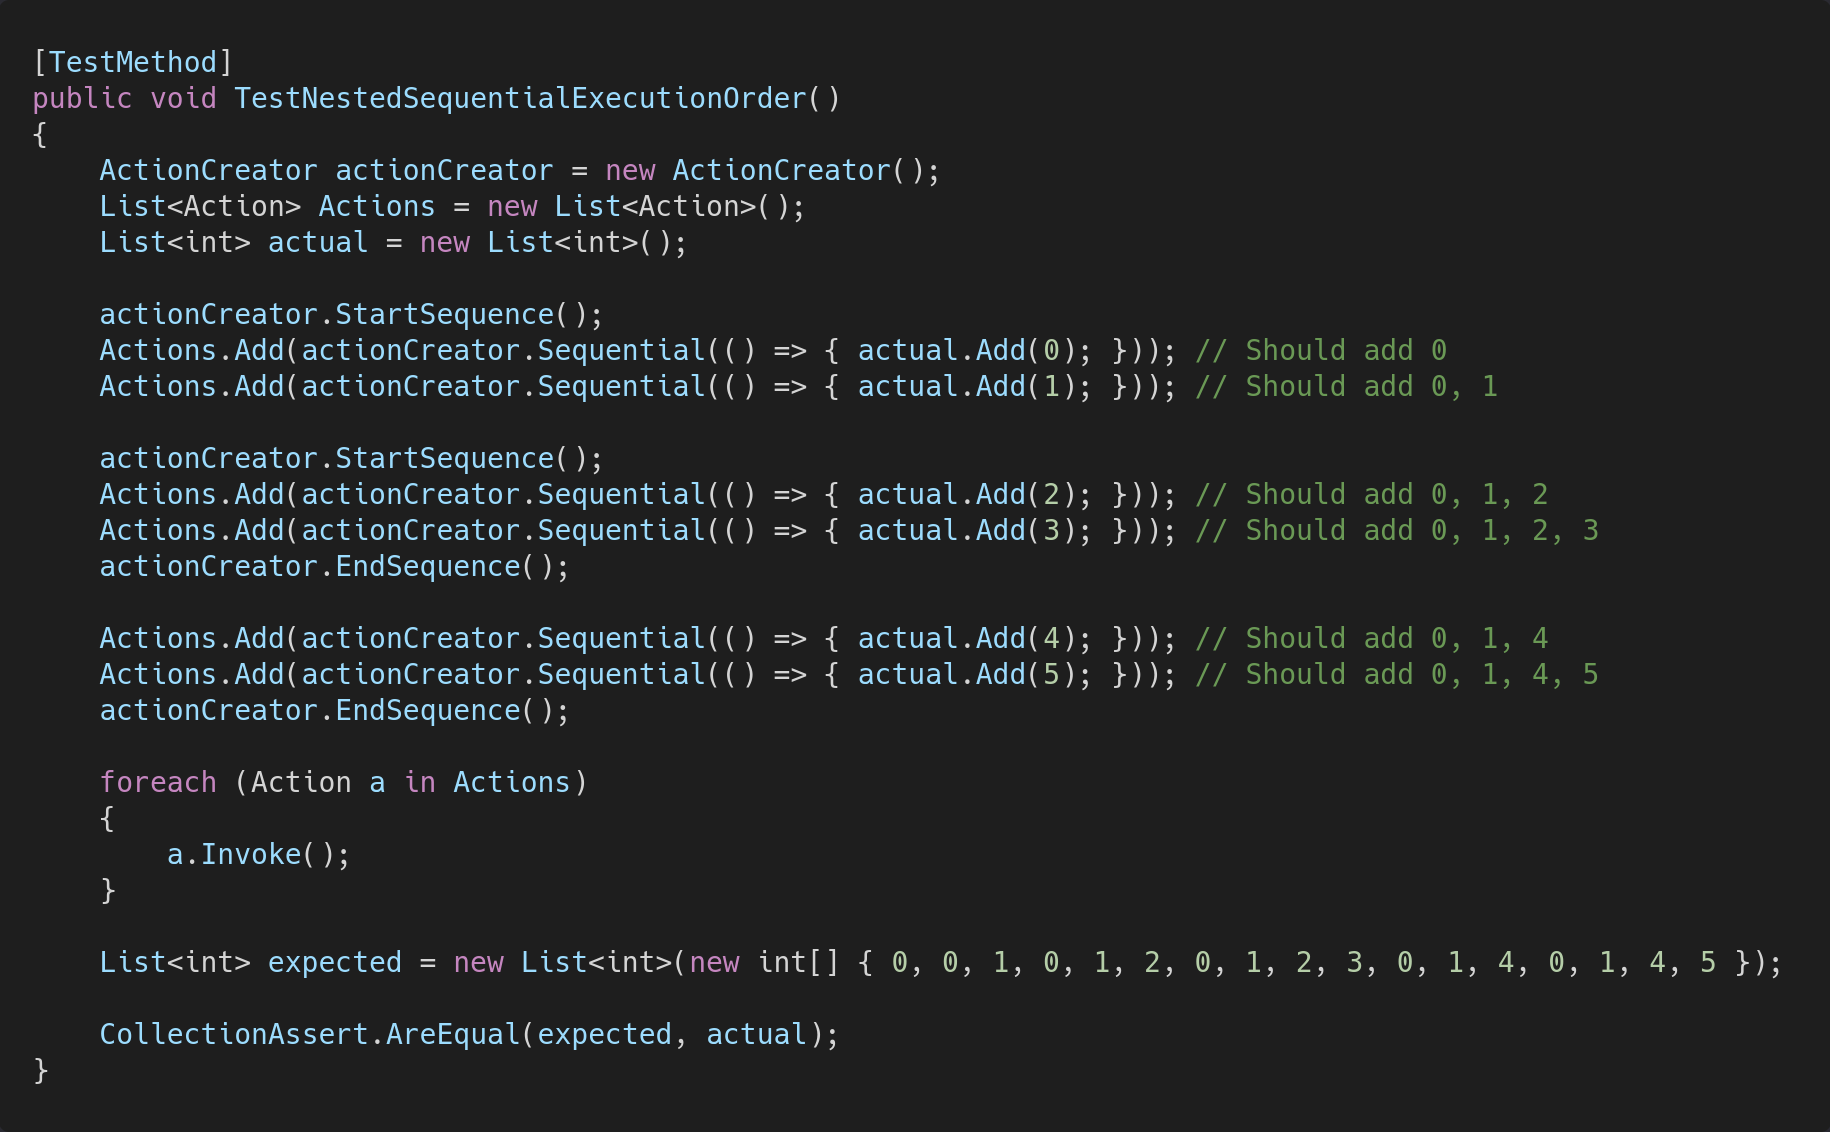 [TestMethod]
public void TestNestedSequentialExecutionOrder()
{
    ActionCreator actionCreator = new ActionCreator();
    List<Action> Actions = new List<Action>();
    List<int> actual = new List<int>();

    actionCreator.StartSequence();
    Actions.Add(actionCreator.Sequential(() => { actual.Add(0); })); // Should add 0
    Actions.Add(actionCreator.Sequential(() => { actual.Add(1); })); // Should add 0, 1

    actionCreator.StartSequence();
    Actions.Add(actionCreator.Sequential(() => { actual.Add(2); })); // Should add 0, 1, 2
    Actions.Add(actionCreator.Sequential(() => { actual.Add(3); })); // Should add 0, 1, 2, 3
    actionCreator.EndSequence();

    Actions.Add(actionCreator.Sequential(() => { actual.Add(4); })); // Should add 0, 1, 4
    Actions.Add(actionCreator.Sequential(() => { actual.Add(5); })); // Should add 0, 1, 4, 5
    actionCreator.EndSequence();

    foreach (Action a in Actions)
    {
        a.Invoke();
    }

    List<int> expected = new List<int>(new int[] { 0, 0, 1, 0, 1, 2, 0, 1, 2, 3, 0, 1, 4, 0, 1, 4, 5 });

    CollectionAssert.AreEqual(expected, actual);
}